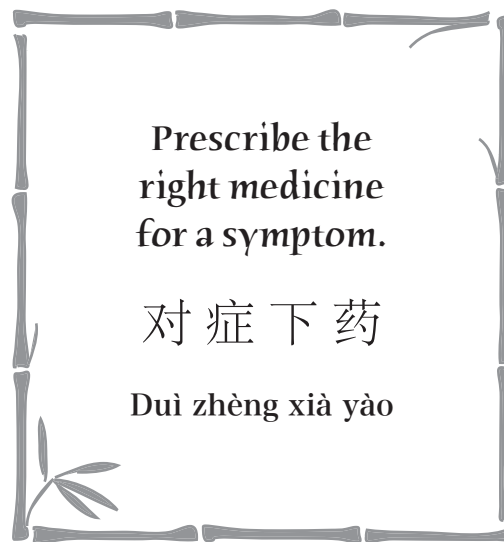 Prescribe the
right medicine
for a symptom.
对症下药
Duì zhèng xià yào